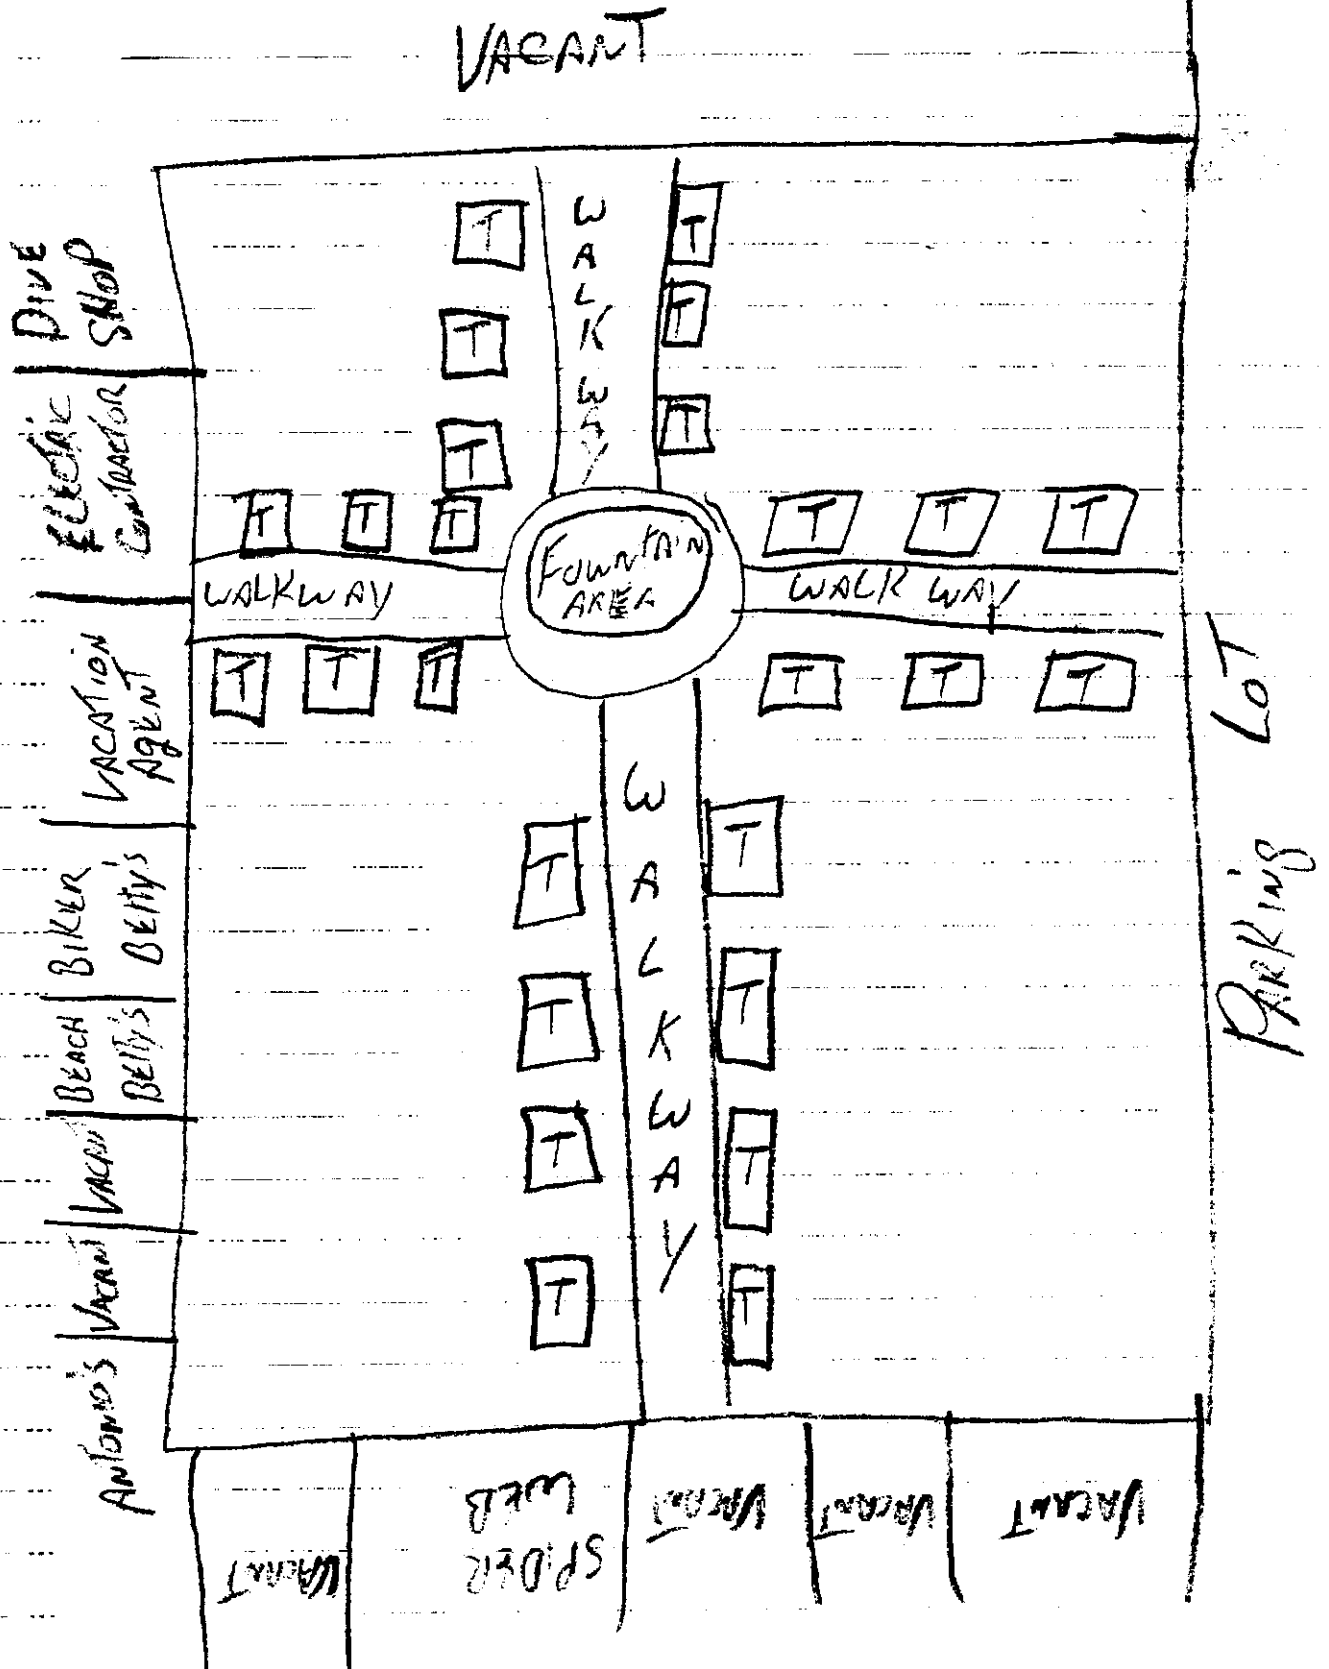 VACANT
DIVE
SHOP
ELECTRIC
CONTRACTOR
VACATION
AGENT
BIKER
BEttY'S
BEACH
BEttY'S
VACANT
VACANT
ANTONIO'S
T
T
T
T
T
T
WALKWAY
T
T
T
T
T
T
FOUNTAIN
AREA
WALKWAY
WALK WAY
T
T
T
T
T
T
T
T
T
T
T
T
T
T
WALKWAY
PARKING LOT
VACANT
SPIDER
WEB
VACANT
VACANT
VACANT